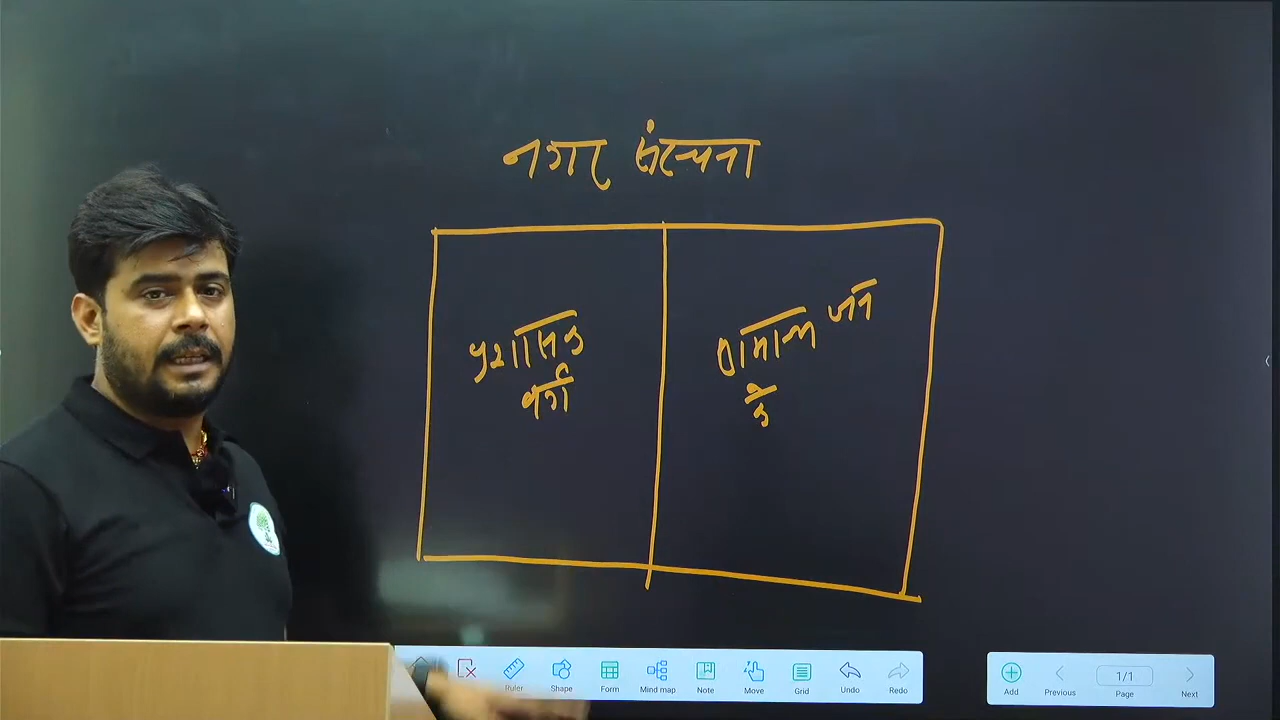 नगर संरचना
प्रशासक
वर्ग
सामान्य जन
के
Ruler
Shape
Form
Mind map
Note
Move
Grid
Undo
Redo
Add
Previous
1/1
Page
Next